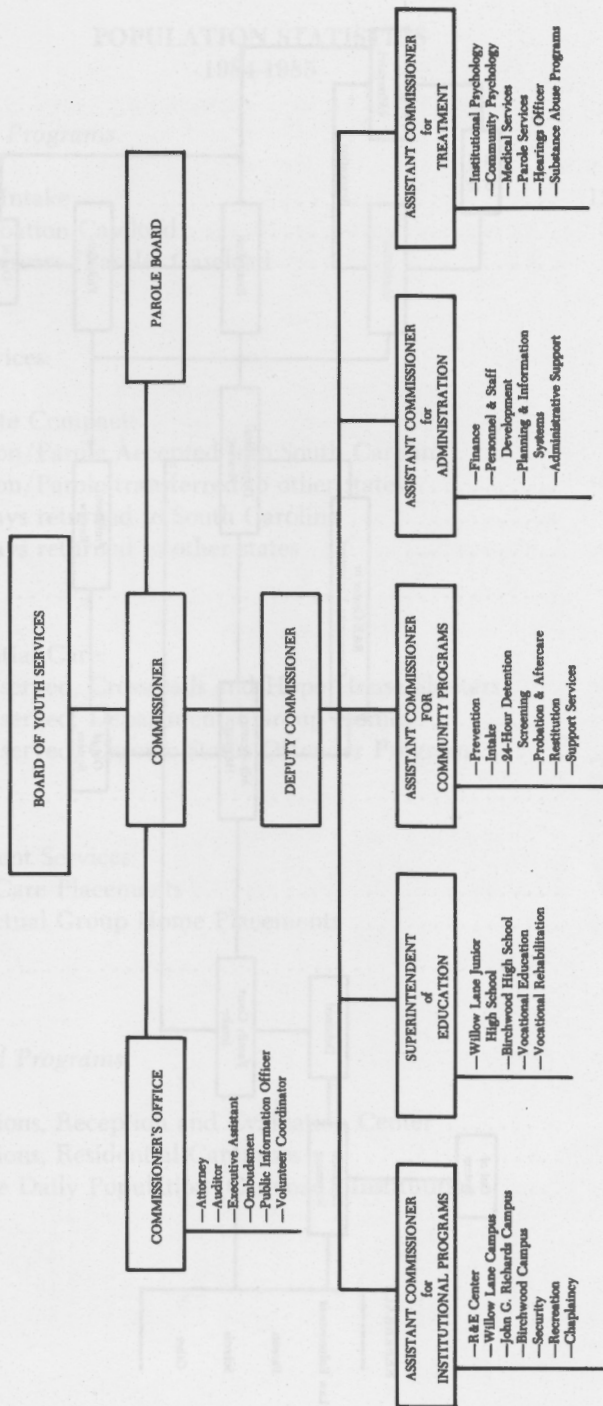 BOARD OF YOUTH SERVICES
COMMISSIONER'S OFFICE
COMMISSIONER
PAROLE BOARD
—Attorney
—Auditor
—Executive Assistant
—Ombudsmen
—Public Information Officer
—Volunteer Coordinator
DEPUTY COMMISSIONER
ASSISTANT COMMISSIONER
for
INSTITUTIONAL PROGRAMS
—R&E Center
—Willow Lane Campus
—John G. Richards Campus
—Birchwood Campus
—Security
—Recreation
—Chaplaincy
SUPERINTENDENT
of
EDUCATION
—Willow Lane Junior
High School
—Birchwood High School
—Vocational Education
—Vocational Rehabilitation
ASSISTANT COMMISSIONER
FOR
COMMUNITY PROGRAMS
—Prevention
—Intake
—24-Hour Detention
Screening
—Probation & Aftercare
—Restitution
—Support Services
ASSISTANT COMMISSIONER
for
ADMINISTRATION
—Finance
—Personnel & Staff
Development
—Planning & Information
Systems
—Administrative Support
ASSISTANT COMMISSIONER
for
TREATMENT
—Institutional Psychology
—Community Psychology
—Medical Services
—Parole Services
—Hearings Officer
—Substance Abuse Programs